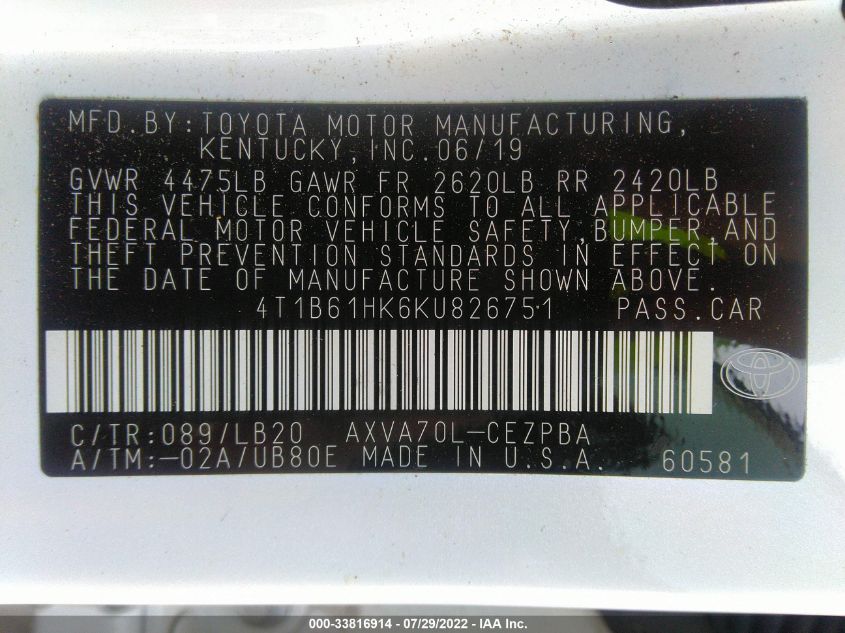 MFD.BY:TOYOTA MOTOR MANUFACTURING,
KENTUCKY,INC.06/19
GVWR 4475LB GAWR FR 2620LB RR 2420LB
THIS VEHICLE CONFORMS TO ALL APPLICABLE
FEDERAL MOTOR VEHICLE SAFETY,BUMPER,AND
THEFT PREVENTION STANDARDS IN EFFECT ON
THE DATE OF MANUFACTURE SHOWN ABOVE.
4T1B61HK6KU826751 PASS.CAR
C/TR:089/LB20 AXVA70L-CEZPBA
A/TM:-02A/UB80E MADE IN U.S.A. 60581
000-33816914 - 07/29/2022 - IAA Inc.